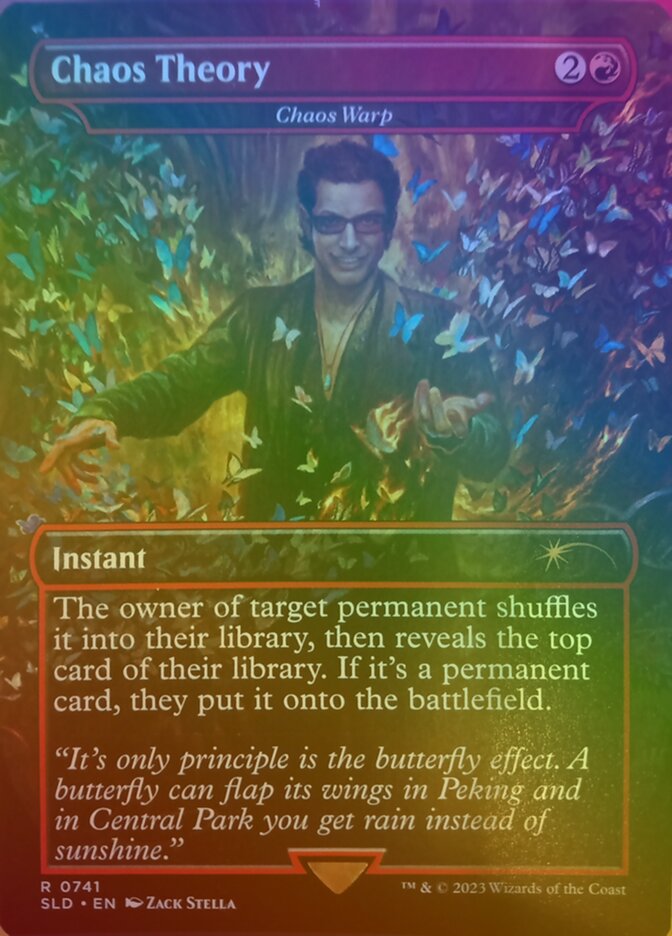 Chaos Theory 2
Chaos Warp
Instant
The owner of target permanent shuffles
it into their library, then reveals the top
card of their library. If it's a permanent
card, they put it onto the battlefield.
"It's only principle is the butterfly effect. A
butterfly can flap its wings in Peking and
in Central Park you get rain instead of
sunshine."
R 0741
SLD • EN ZACK STELLA
™ & © 2023 Wizards of the Coast